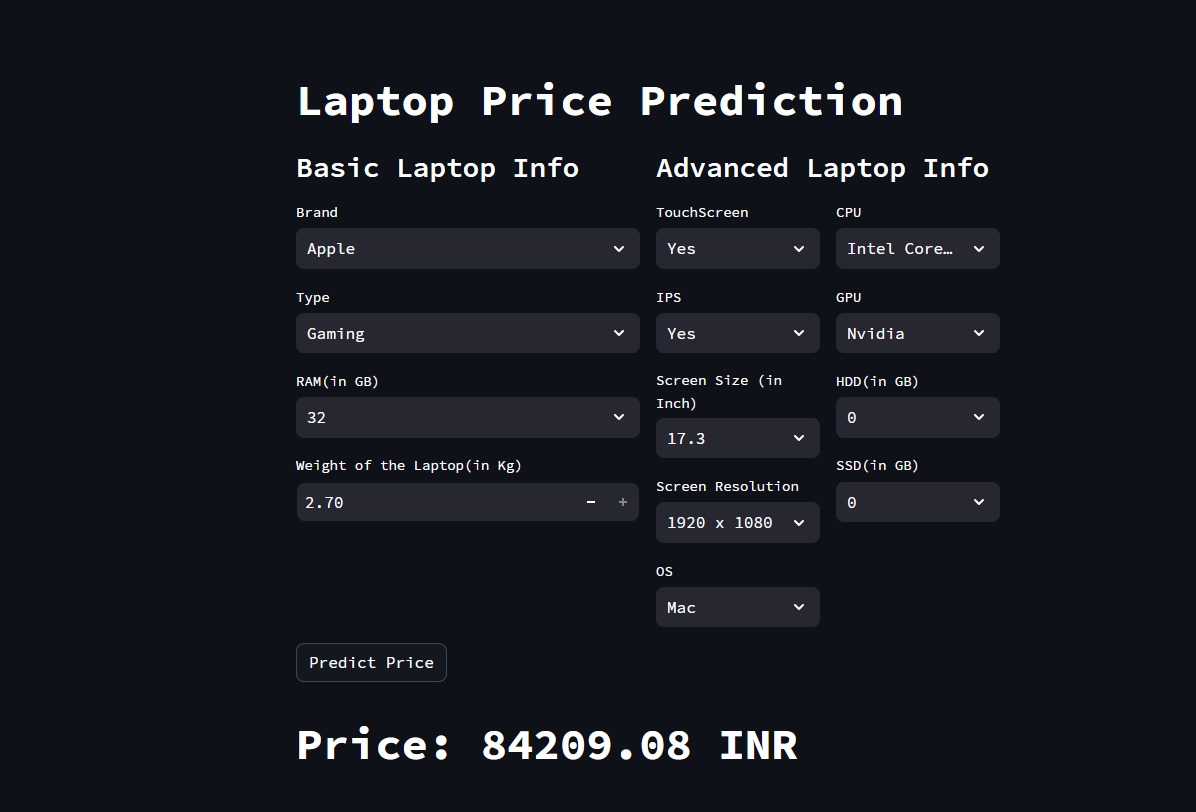 Laptop Price Prediction
Basic Laptop Info
Brand
Apple
Type
Gaming
RAM(in GB)
32
Weight of the Laptop(in Kg)
2.70
Advanced Laptop Info
TouchScreen
Yes
IPS
Yes
Screen Size (in
Inch)
17.3
Screen Resolution
1920 x 1080
OS
Mac
CPU
Intel Core…
GPU
Nvidia
HDD(in GB)
0
SSD(in GB)
0
Predict Price
Price: 84209.08 INR